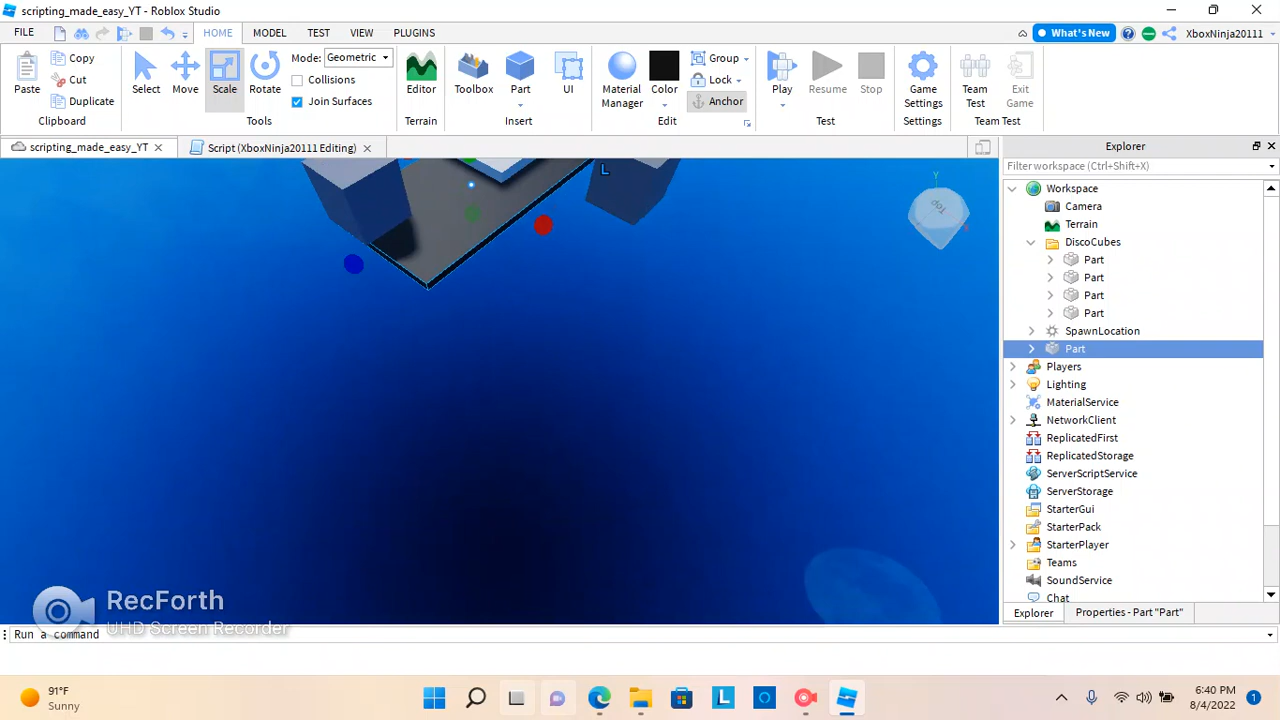 scripting_made_easy_YT - Roblox Studio
FILE HOME MODEL TEST VIEW PLUGINS What's New XboxNinja20111
Paste Copy Cut Duplicate Clipboard
Select Move Scale Rotate Mode: Geometric Collisions Join Surfaces Tools
Editor Terrain
Toolbox Part UI Insert
Material Manager Color Group Lock Anchor Edit
Play Resume Stop Test
Game Settings Settings
Team Test Exit Game Team Test
scripting_made_easy_YT Script (XboxNinja20111 Editing)
L
Y
Top
Explorer
Filter workspace (Ctrl+Shift+X)
Workspace
Camera
Terrain
DiscoCubes
Part
Part
Part
Part
SpawnLocation
Part
Players
Lighting
MaterialService
NetworkClient
ReplicatedFirst
ReplicatedStorage
ServerScriptService
ServerStorage
StarterGui
StarterPack
StarterPlayer
Teams
SoundService
Chat
Explorer Properties - Part "Part"
RecForth
UHD Screen Recorder
Run a command
91°F
Sunny
L
6:40 PM
8/4/2022
1